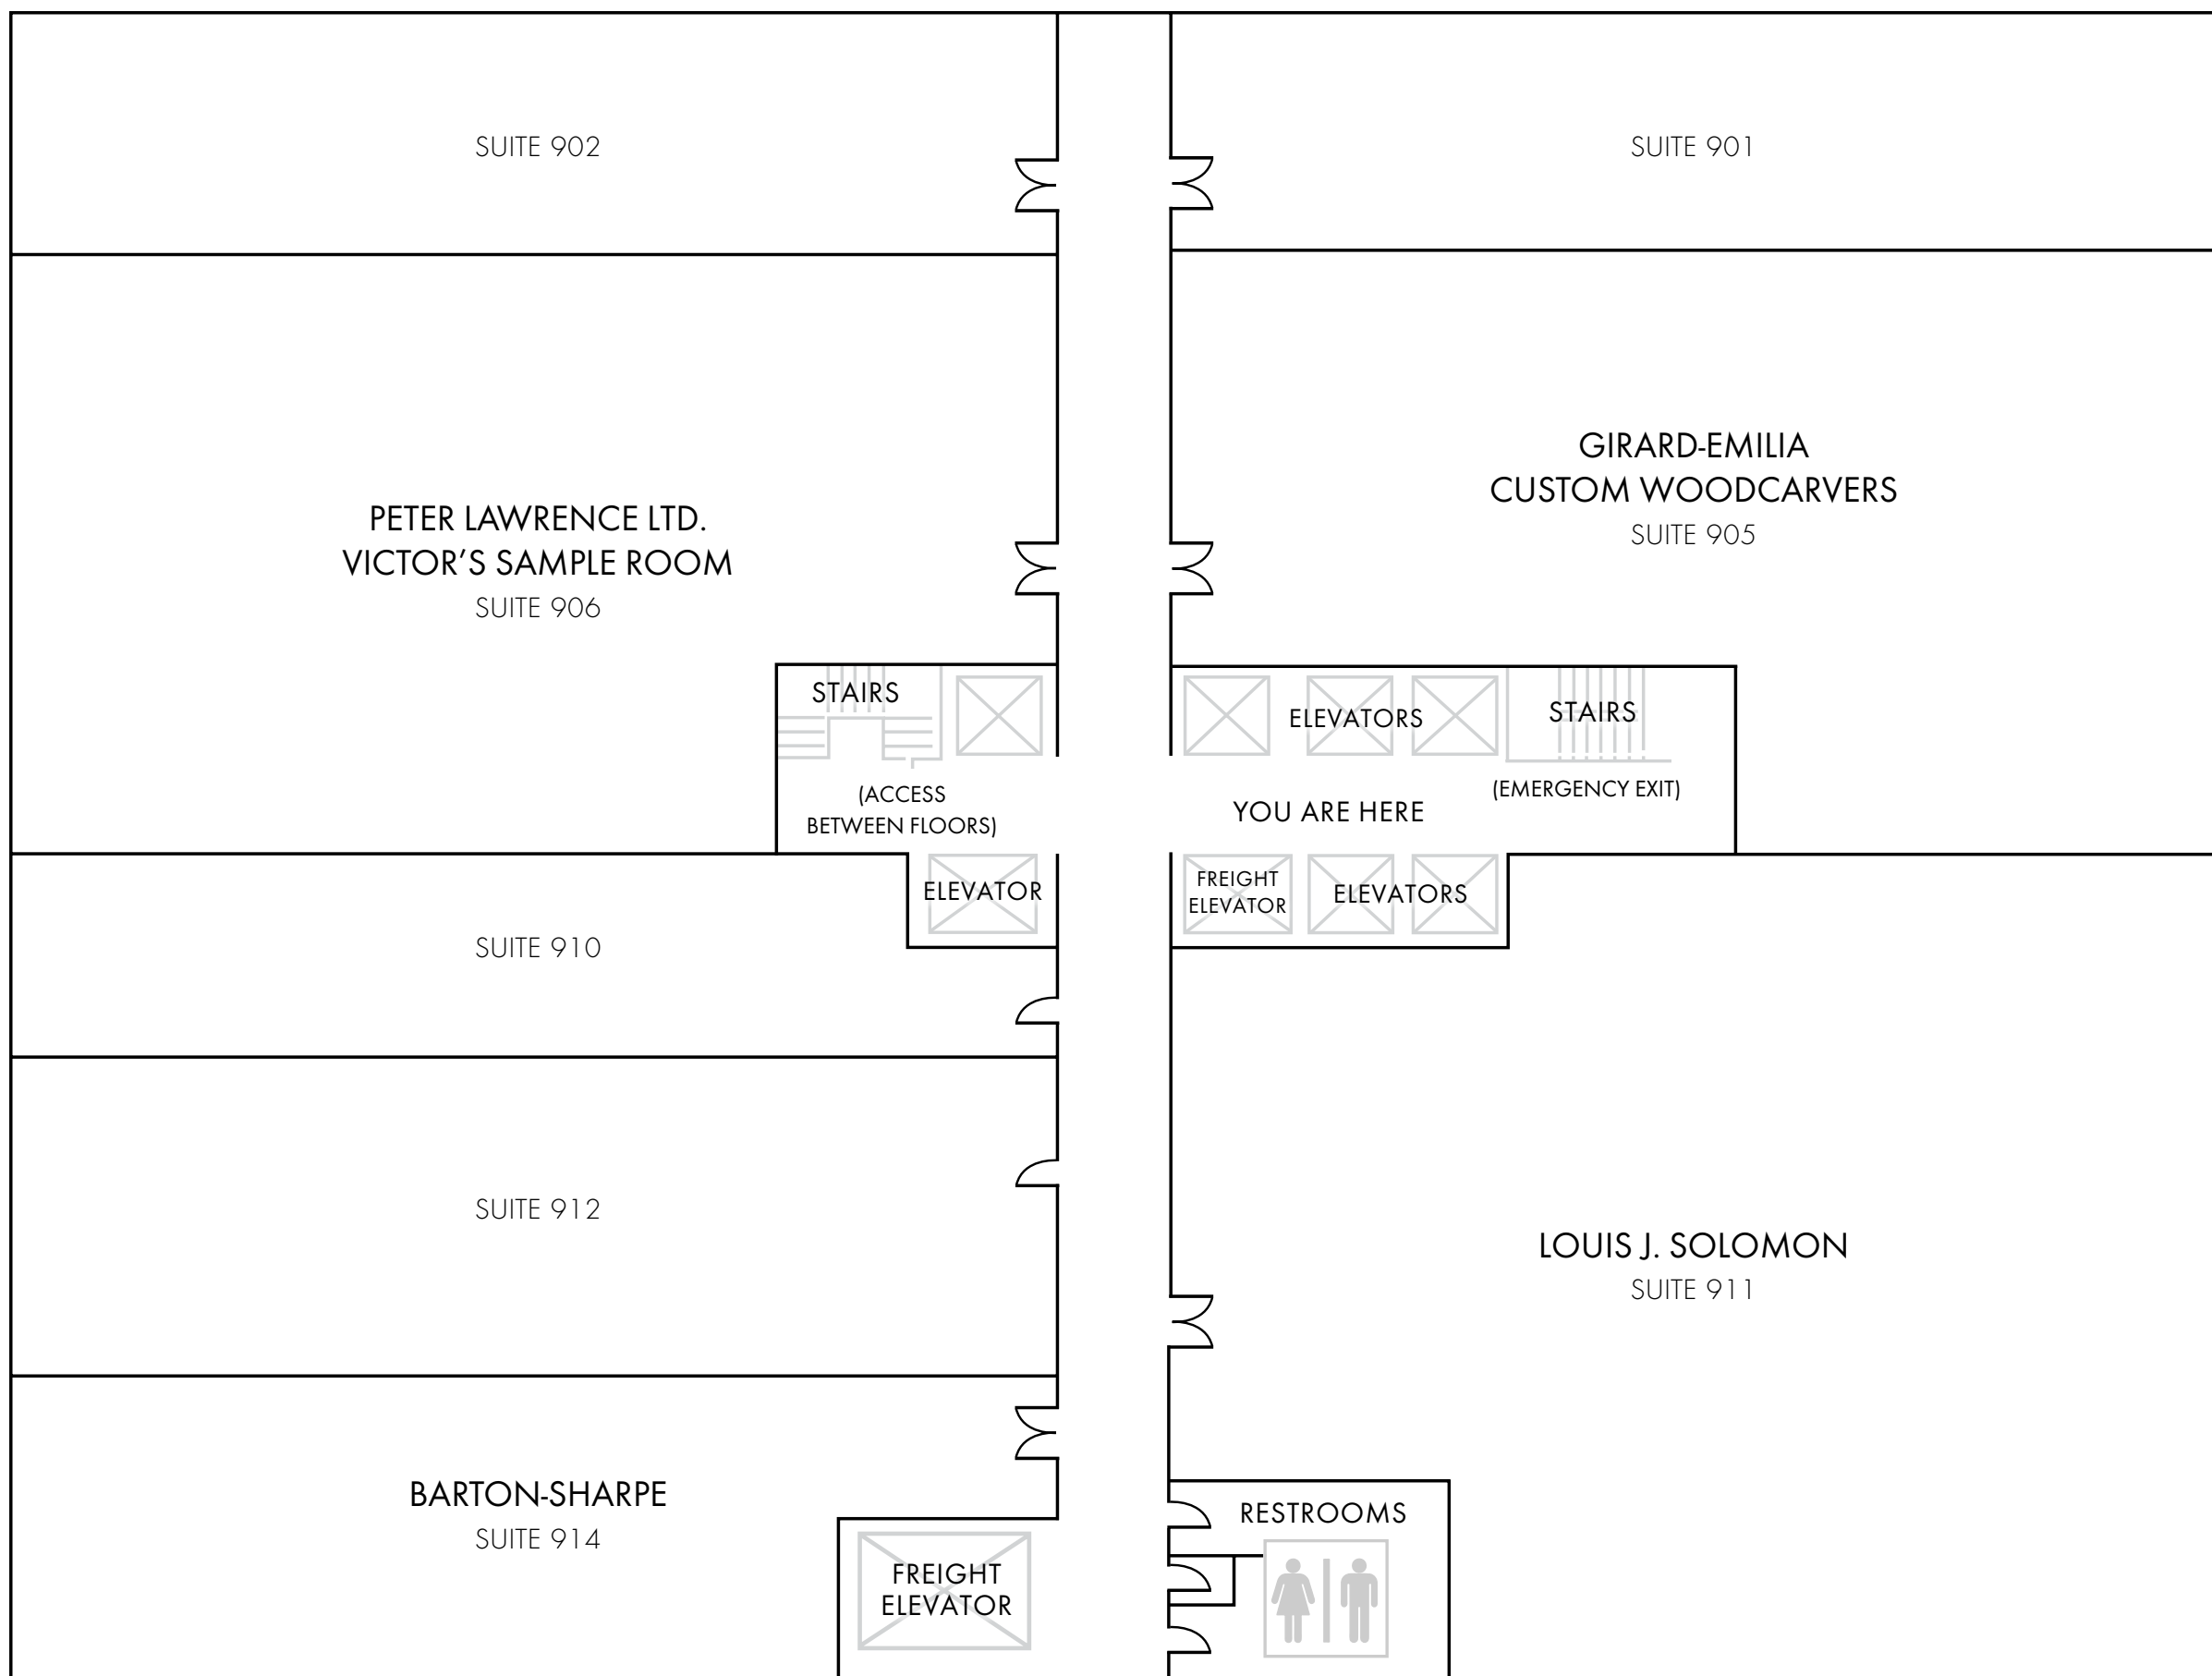 SUITE 902
SUITE 901
GIRARD-EMILIA
CUSTOM WOODCARVERS
SUITE 905
PETER LAWRENCE LTD.
VICTOR’S SAMPLE ROOM
SUITE 906
STAIRS
(ACCESS
BETWEEN FLOORS)
ELEVATORS
STAIRS
(EMERGENCY EXIT)
YOU ARE HERE
ELEVATOR
FREIGHT
ELEVATOR
ELEVATORS
SUITE 910
SUITE 912
LOUIS J. SOLOMON
SUITE 911
BARTON-SHARPE
SUITE 914
FREIGHT
ELEVATOR
RESTROOMS